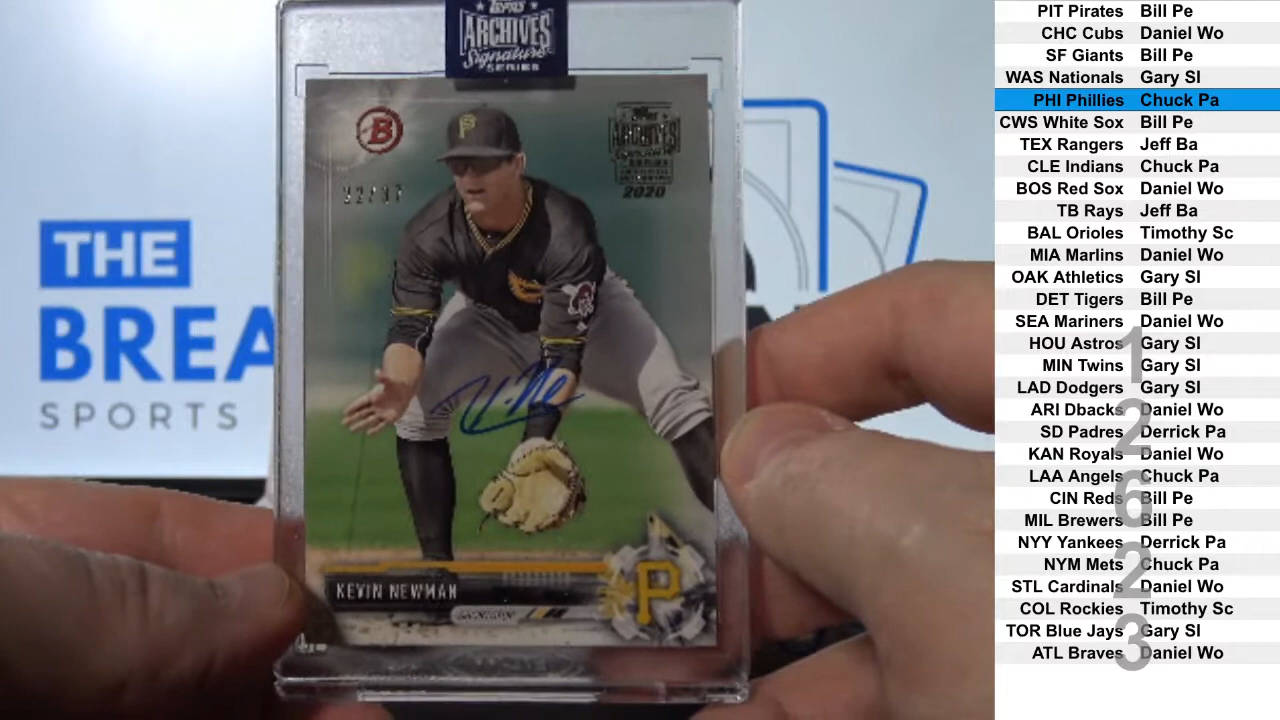 TOPPS
ARCHIVES
Signature
SERIES
B
P
ARCHIVES
2020
THE
BREA
SPORTS
KEVIN NEWMAN
P
PIT Pirates Bill Pe
CHC Cubs Daniel Wo
SF Giants Bill Pe
WAS Nationals Gary Sl
PHI Phillies Chuck Pa
CWS White Sox Bill Pe
TEX Rangers Jeff Ba
CLE Indians Chuck Pa
BOS Red Sox Daniel Wo
TB Rays Jeff Ba
BAL Orioles Timothy Sc
MIA Marlins Daniel Wo
OAK Athletics Gary Sl
DET Tigers Bill Pe
SEA Mariners Daniel Wo
HOU Astros Gary Sl
MIN Twins Gary Sl
LAD Dodgers Gary Sl
ARI Dbacks Daniel Wo
SD Padres Derrick Pa
KAN Royals Daniel Wo
LAA Angels Chuck Pa
CIN Reds Bill Pe
MIL Brewers Bill Pe
NYY Yankees Derrick Pa
NYM Mets Chuck Pa
STL Cardinals Daniel Wo
COL Rockies Timothy Sc
TOR Blue Jays Gary Sl
ATL Braves Daniel Wo
1
2
6
2
3